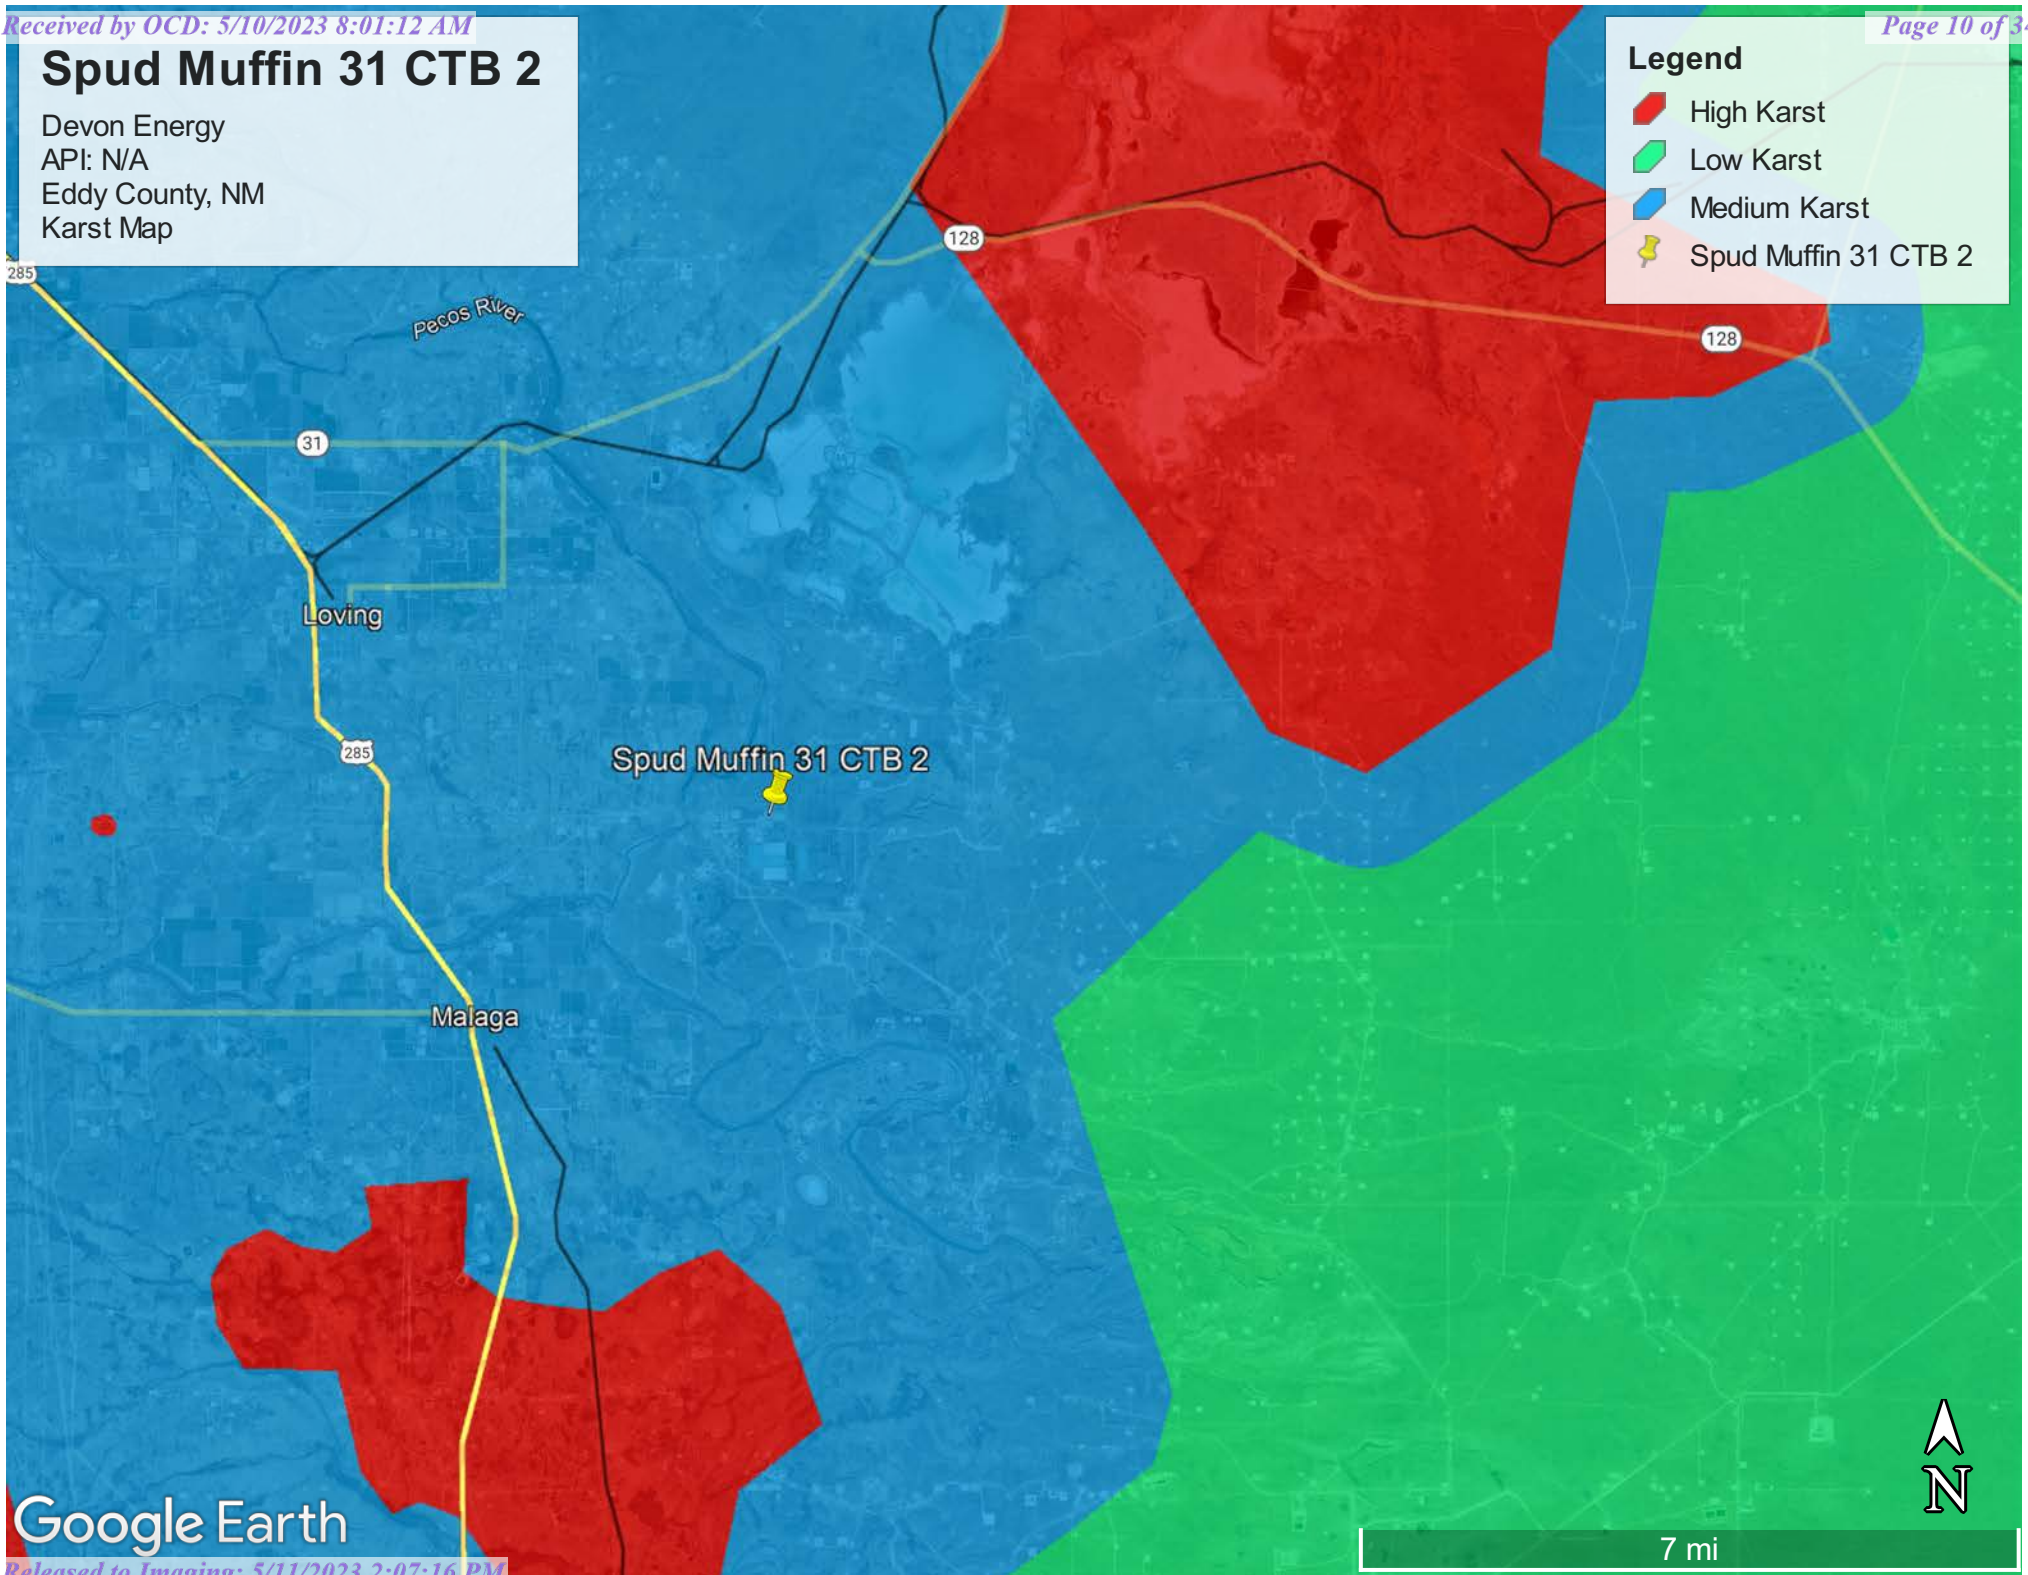 Received by OCD: 5/10/2023 8:01:12 AM
Page 10 of 34
Spud Muffin 31 CTB 2
Devon Energy
API: N/A
Eddy County, NM
Karst Map
Legend
High Karst
Low Karst
Medium Karst
Spud Muffin 31 CTB 2
128
285
Pecos River
128
31
Loving
285
Spud Muffin 31 CTB 2
Malaga
N
Google Earth
7 mi
Released to Imaging: 5/11/2023 2:07:16 PM